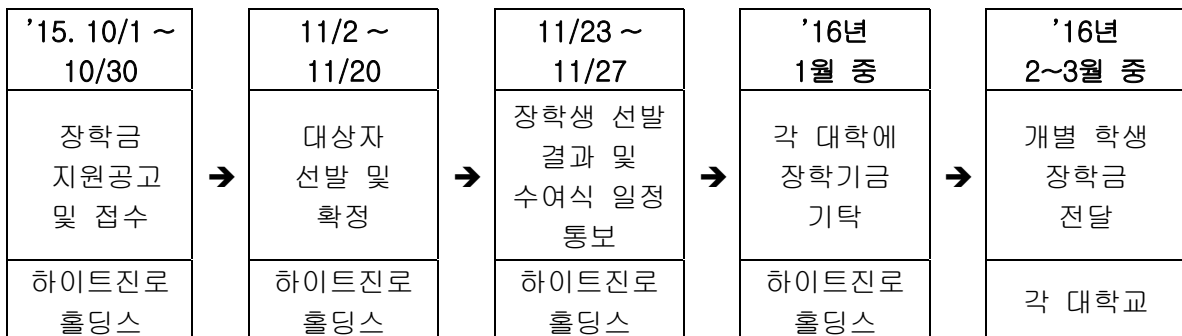 ’15. 10/1 ~
10/30
장학금
지원공고
및 접수
하이트진로
홀딩스
➔
11/2 ~
11/20
대상자
선발 및
확정
하이트진로
홀딩스
➔
11/23 ~
11/27
장학생 선발
결과 및
수여식 일정
통보
하이트진로
홀딩스
➔
’16년
1월 중
각 대학에
장학기금
기탁
하이트진로
홀딩스
➔
’16년
2~3월 중
개별 학생
장학금
전달
각 대학교